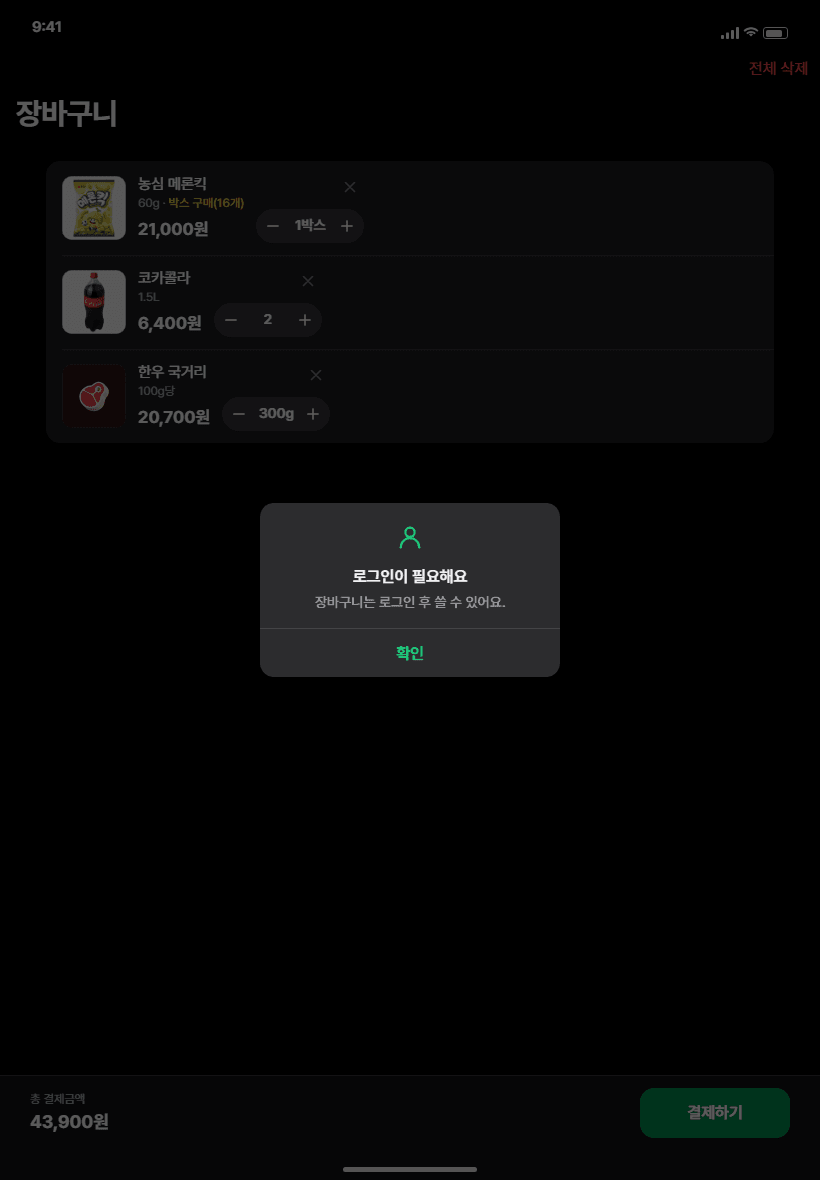 9:41
전체 삭제
장바구니
농심 메론킥
60g · 박스 구매(16개)
21,000원
1박스
코카콜라
1.5L
6,400원
2
한우 국거리
100g당
20,700원
300g
로그인이 필요해요
장바구니는 로그인 후 쓸 수 있어요.
확인
총 결제금액
43,900원
결제하기